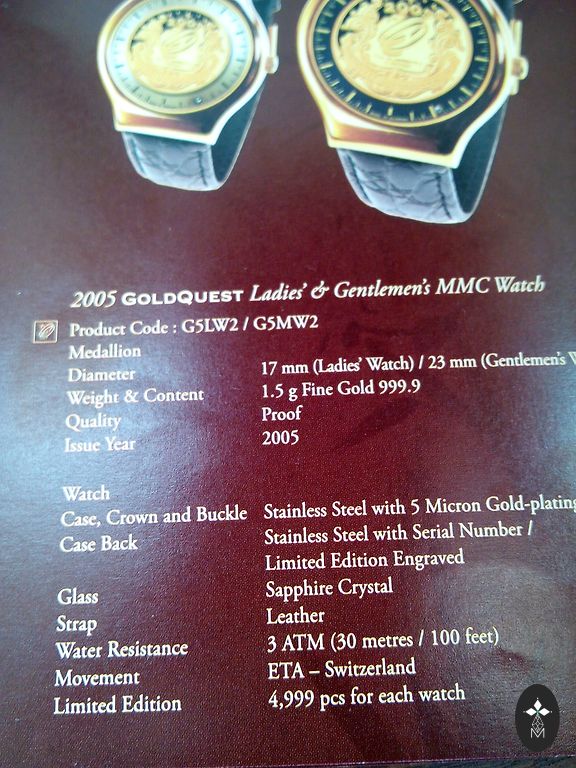 2005 GOLDQUEST Ladies' & Gentlemen's MMC Watch
Product Code : G5LW2 / G5MW2
Medallion
Diameter 17 mm (Ladies' Watch) / 23 mm (Gentlemen's
Weight & Content 1.5 g Fine Gold 999.9
Quality Proof
Issue Year 2005
Watch
Case, Crown and Buckle Stainless Steel with 5 Micron Gold-plating
Case Back Stainless Steel with Serial Number /
Limited Edition Engraved
Glass Sapphire Crystal
Strap Leather
Water Resistance 3 ATM (30 metres / 100 feet)
Movement ETA – Switzerland
Limited Edition 4,999 pcs for each watch
M